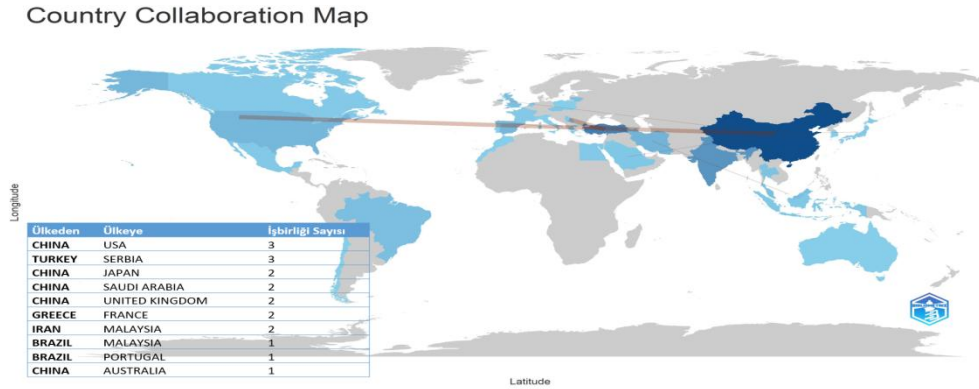 Country Collaboration Map
Longitude
Ülkeden Ülkeye İşbirliği Sayısı
CHINA USA 3
TURKEY SERBIA 3
CHINA JAPAN 2
CHINA SAUDI ARABIA 2
CHINA UNITED KINGDOM 2
GREECE FRANCE 2
IRAN MALAYSIA 2
BRAZIL MALAYSIA 1
BRAZIL PORTUGAL 1
CHINA AUSTRALIA 1
Latitude